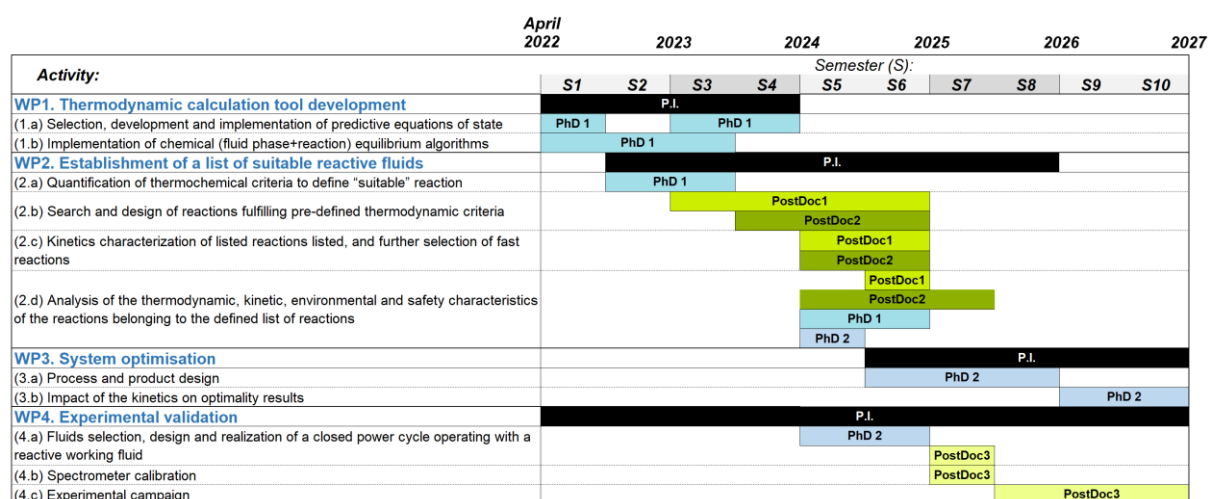 April
2022 2023 2024 2025 2026 2027
Activity: Semester (S):
S1 S2 S3 S4 S5 S6 S7 S8 S9 S10
WP1. Thermodynamic calculation tool development P.I.
(1.a) Selection, development and implementation of predictive equations of state PhD 1 PhD 1
(1.b) Implementation of chemical (fluid phase+reaction) equilibrium algorithms PhD 1
WP2. Establishment of a list of suitable reactive fluids P.I.
(2.a) Quantification of thermochemical criteria to define “suitable” reaction PhD 1
(2.b) Search and design of reactions fulfilling pre-defined thermodynamic criteria PostDoc1
PostDoc2
(2.c) Kinetics characterization of listed reactions listed, and further selection of fast PostDoc1
reactions PostDoc2
PostDoc1
(2.d) Analysis of the thermodynamic, kinetic, environmental and safety characteristics PostDoc2
of the reactions belonging to the defined list of reactions PhD 1
PhD 2
WP3. System optimisation P.I.
(3.a) Process and product design PhD 2
(3.b) Impact of the kinetics on optimality results PhD 2
WP4. Experimental validation P.I.
(4.a) Fluids selection, design and realization of a closed power cycle operating with a PhD 2
reactive working fluid PostDoc3
(4.b) Spectrometer calibration PostDoc3
(4.c) Experimental campaign PostDoc3